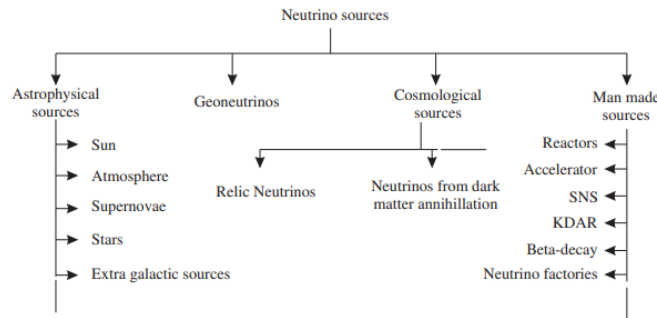 Neutrino sources
Astrophysical
sources
Geoneutrinos
Cosmological
sources
Man made
sources
Sun
Atmosphere
Supernovae
Stars
Extra galactic sources
Relic Neutrinos
Neutrinos from dark
matter annihillation
Reactors
Accelerator
SNS
KDAR
Beta-decay
Neutrino factories